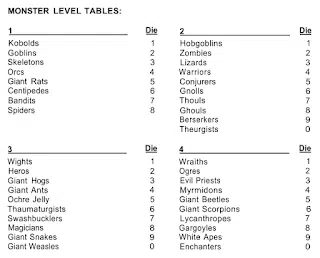 MONSTER LEVEL TABLES:
1 Die 2 Die
Kobolds 1 Hobgoblins 1
Goblins 2 Zombies 2
Skeletons 3 Lizards 3
Orcs 4 Warriors 4
Giant Rats 5 Conjurers 5
Centipedes 6 Gnolls 6
Bandits 7 Thouls 7
Spiders 8 Ghouls 8
Berserkers 9
Theurgists 0
3 Die 4 Die
Wights 1 Wraiths 1
Heros 2 Ogres 2
Giant Hogs 3 Evil Priests 3
Giant Ants 4 Myrmidons 4
Ochre Jelly 5 Giant Beetles 5
Thaumaturgists 6 Giant Scorpions 6
Swashbucklers 7 Lycanthropes 7
Magicians 8 Gargoyles 8
Giant Snakes 9 White Apes 9
Giant Weasles 0 Enchanters 0